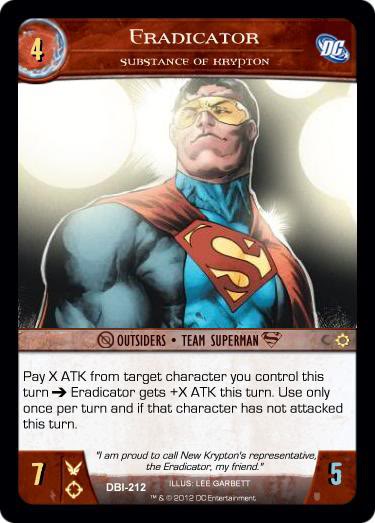 4
ERADICATOR
SUBSTANCE OF KRYPTON
DC
S
OUTSIDERS • TEAM SUPERMAN
Pay X ATK from target character you control this
turn ➔ Eradicator gets +X ATK this turn. Use only
once per turn and if that character has not attacked
this turn.
"I am proud to call New Krypton's representative,
the Eradicator, my friend."
7
DBI-212
ILLUS: LEE GARBETT
5
™ & © 2012 DC Entertainment